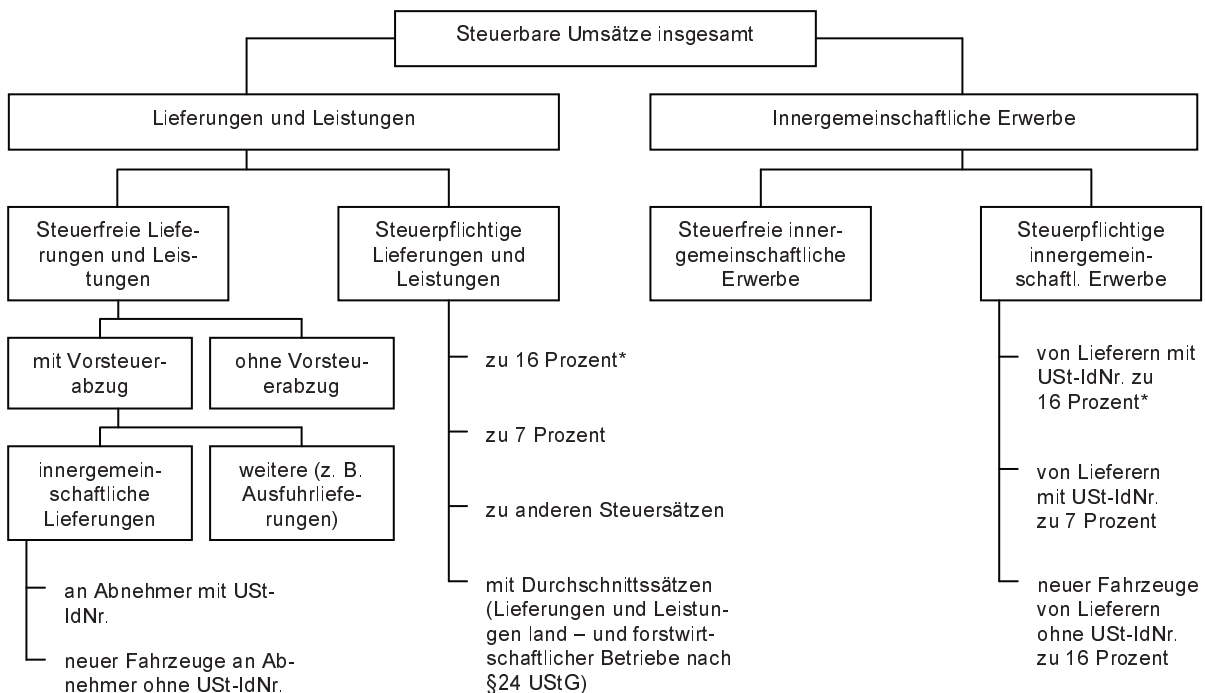 Steuerbare Umsätze insgesamt
Lieferungen und Leistungen
Innergemeinschaftliche Erwerbe
Steuerfreie Liefe-
rungen und Leis-
tungen
Steuerpflichtige
Lieferungen und
Leistungen
Steuerfreie inner-
gemeinschaftliche
Erwerbe
Steuerpflichtige
innergemein-
schaftl. Erwerbe
mit Vorsteuer-
abzug
ohne Vorsteu-
erabzug
innergemein-
schaftliche
Lieferungen
weitere (z. B.
Ausfuhrliefe-
rungen)
an Abnehmer mit USt-
IdNr.
neuer Fahrzeuge an Ab-
nehmer ohne USt-IdNr.
zu 16 Prozent*
zu 7 Prozent
zu anderen Steuersätzen
mit Durchschnittssätzen
(Lieferungen und Leistun-
gen land – und forstwirt-
schaftlicher Betriebe nach
§24 UStG)
von Lieferern mit
USt-IdNr. zu
16 Prozent*
von Lieferern
mit USt-IdNr.
zu 7 Prozent
neuer Fahrzeuge
von Lieferern
ohne USt-IdNr.
zu 16 Prozent